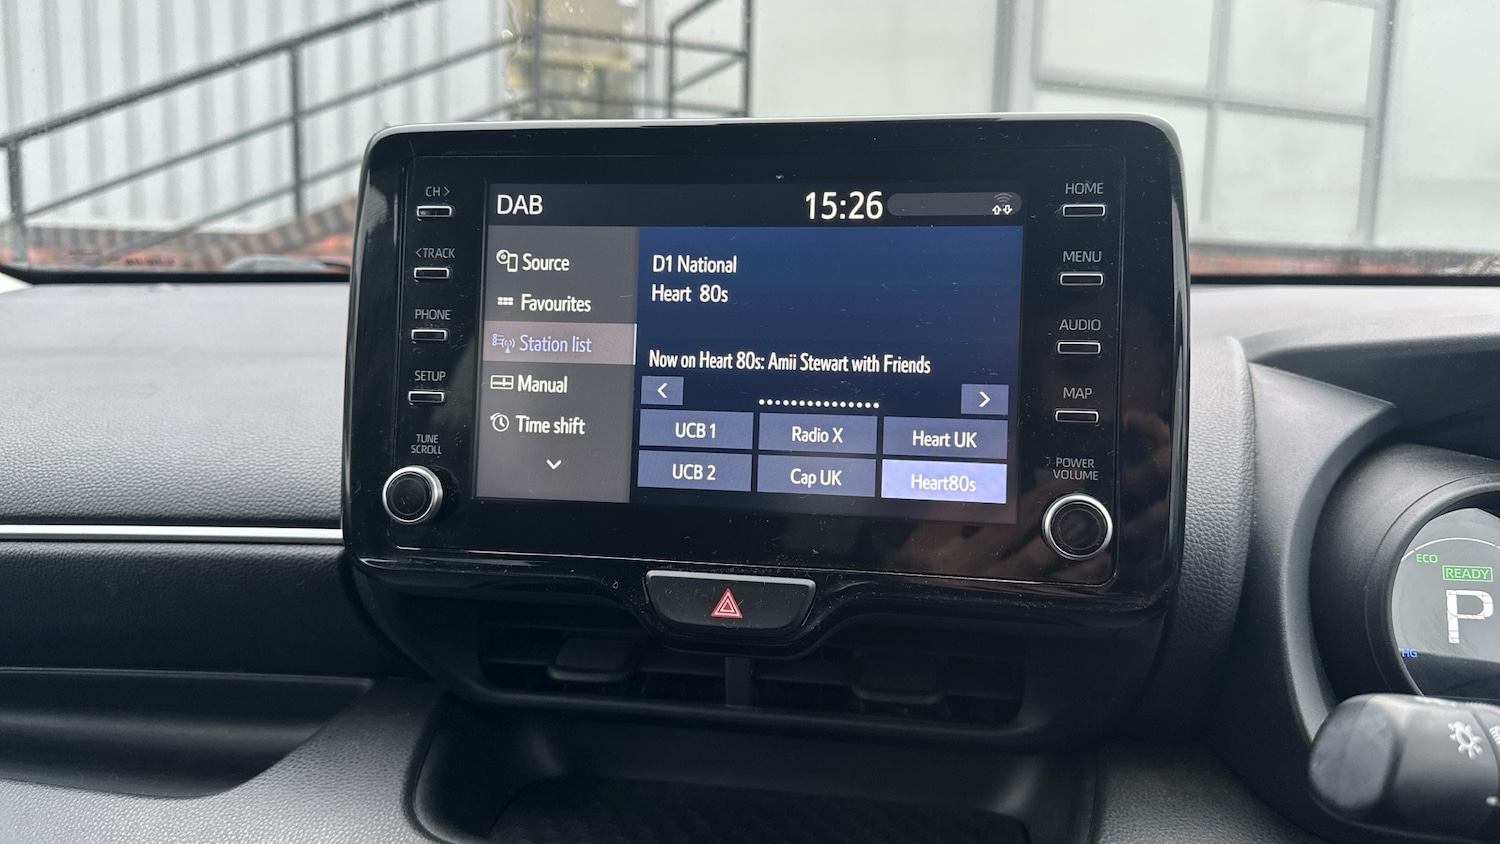 CH >
< TRACK
PHONE
SETUP
TUNE
SCROLL
DAB
15:26
Source
Favourites
Station list
Manual
Time shift
D1 National
Heart 80s
Now on Heart 80s: Amii Stewart with Friends
<
>
UCB 1
Radio X
Heart UK
UCB 2
Cap UK
Heart80s
HOME
MENU
AUDIO
MAP
POWER
VOLUME
ECO
READY
P
HG